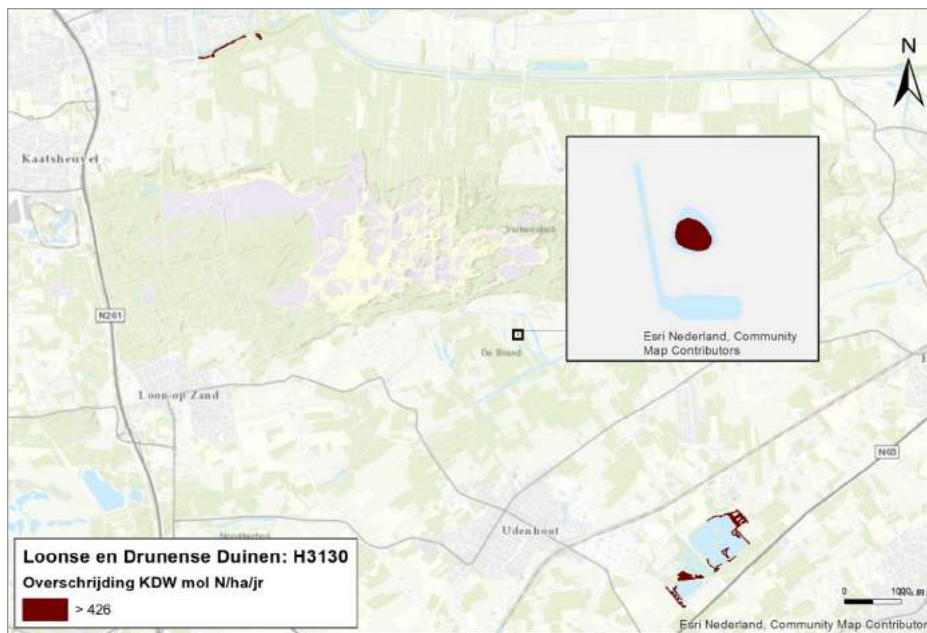 N
Kaatsheuvel
N261
De Brand
Esri Nederland, Community
Map Contributors
Loon op Zand
N65
Udenhout
Loonse en Drunense Duinen: H3130
Overschrijding KDW mol N/ha/jr
> 426
0
Esri Nederland, Community Map Contributors